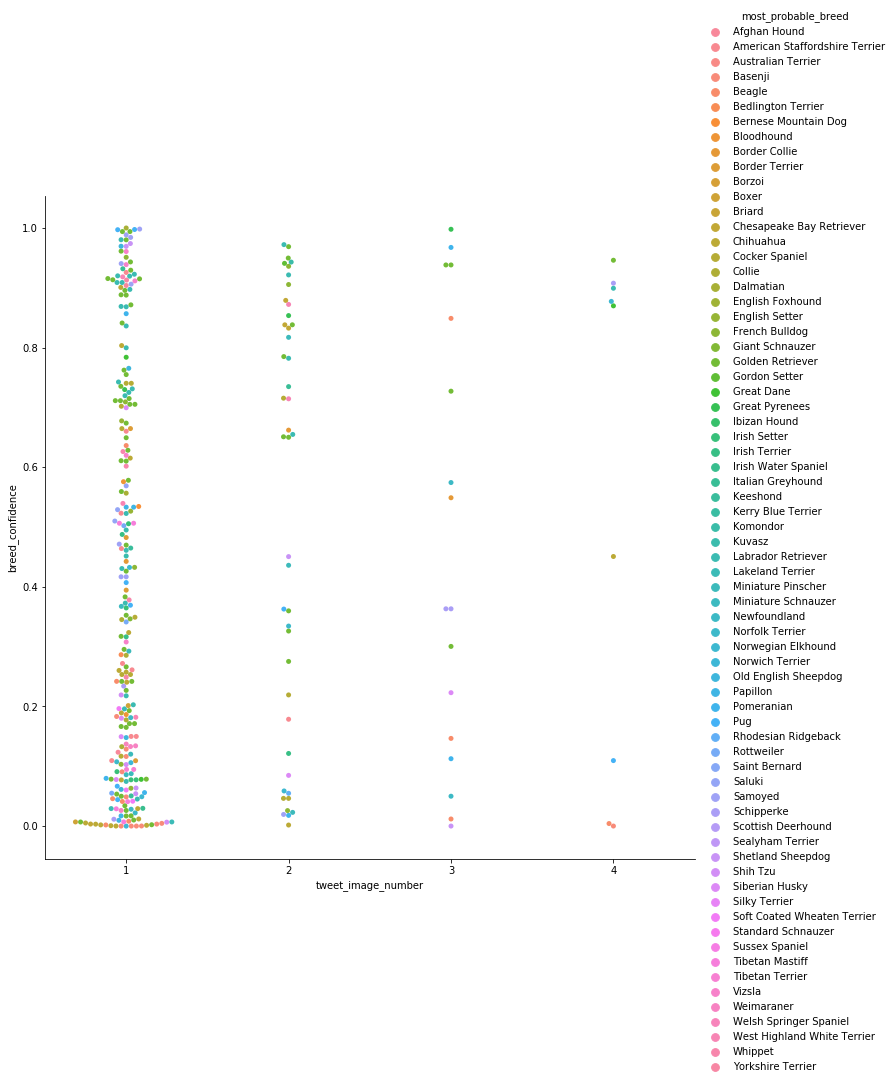 most_probable_breed
Afghan Hound
American Staffordshire Terrier
Australian Terrier
Basenji
Beagle
Bedlington Terrier
Bernese Mountain Dog
Bloodhound
Border Collie
Border Terrier
Borzoi
Boxer
Briard
Chesapeake Bay Retriever
Chihuahua
Cocker Spaniel
Collie
Dalmatian
English Foxhound
English Setter
French Bulldog
Giant Schnauzer
Golden Retriever
Gordon Setter
Great Dane
Great Pyrenees
Ibizan Hound
Irish Setter
Irish Terrier
Irish Water Spaniel
Italian Greyhound
Keeshond
Kerry Blue Terrier
Komondor
Kuvasz
Labrador Retriever
Lakeland Terrier
Miniature Pinscher
Miniature Schnauzer
Newfoundland
Norfolk Terrier
Norwegian Elkhound
Norwich Terrier
Old English Sheepdog
Papillon
Pomeranian
Pug
Rhodesian Ridgeback
Rottweiler
Saint Bernard
Saluki
Samoyed
Schipperke
Scottish Deerhound
Sealyham Terrier
Shetland Sheepdog
Shih Tzu
Siberian Husky
Silky Terrier
Soft Coated Wheaten Terrier
Standard Schnauzer
Sussex Spaniel
Tibetan Mastiff
Tibetan Terrier
Vizsla
Weimaraner
Welsh Springer Spaniel
West Highland White Terrier
Whippet
Yorkshire Terrier
breed_confidence
1.0
0.8
0.6
0.4
0.2
0.0
1 2 3 4
tweet_image_number